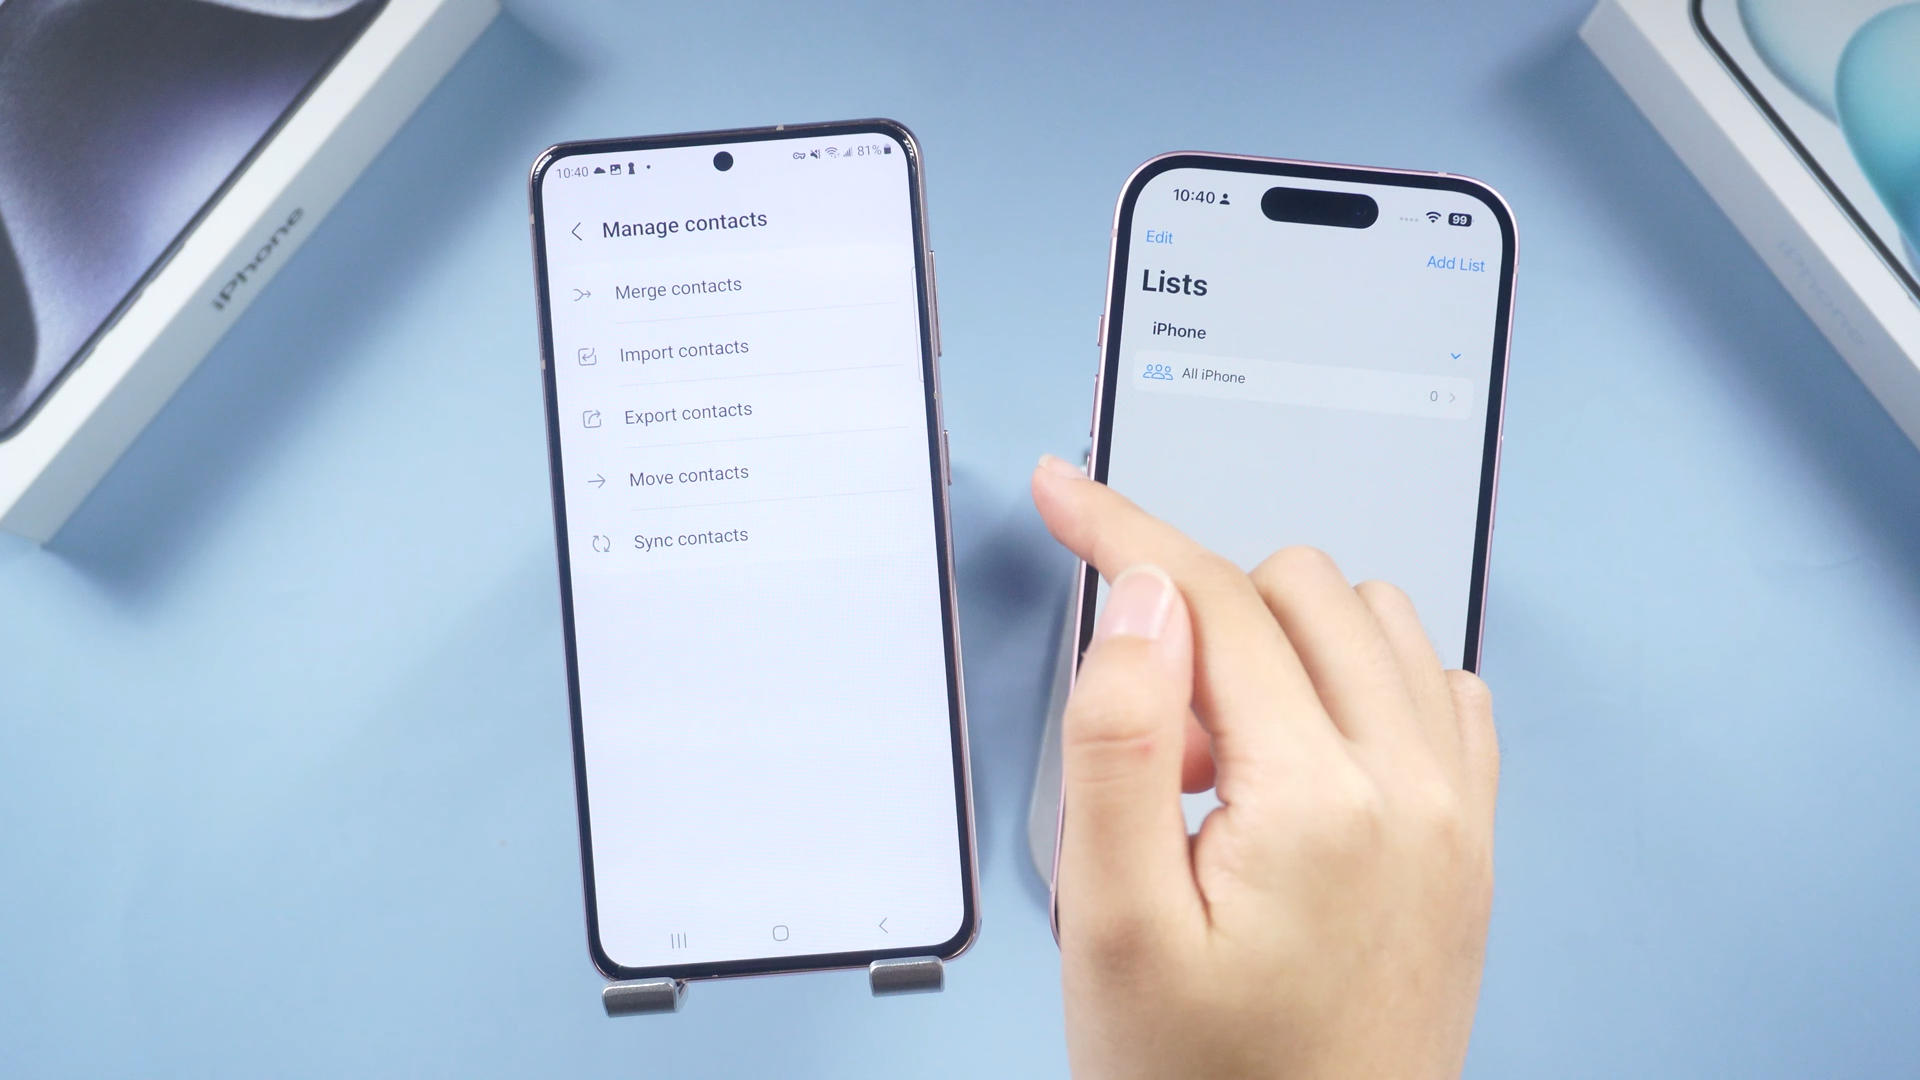 iPhone
10:40
81%
Manage contacts
Merge contacts
Import contacts
Export contacts
Move contacts
Sync contacts
10:40
99
Edit
Add List
Lists
iPhone
All iPhone
0
iPhone